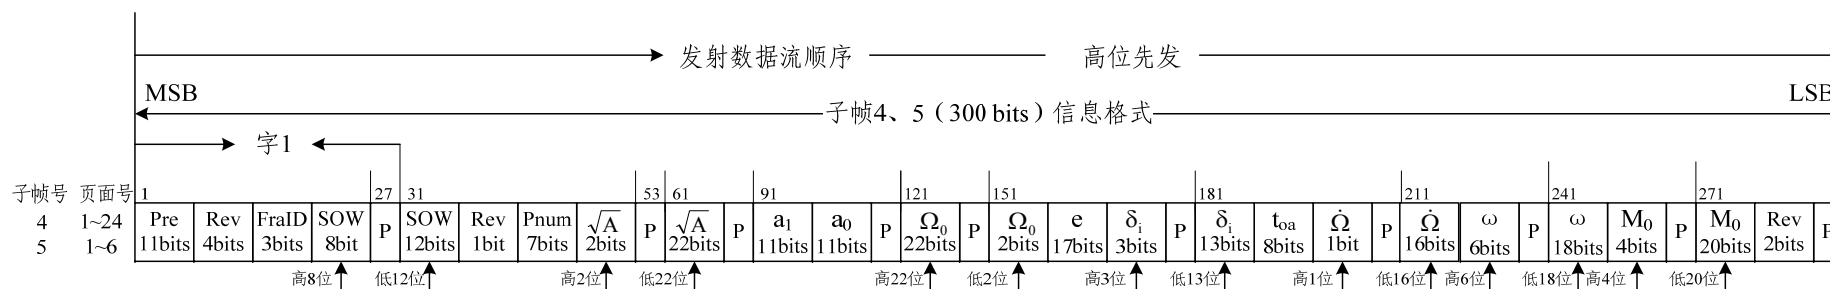 发射数据流顺序 高位先发
MSB LSB
子帧4、5（300 bits）信息格式
字1
子帧号 页面号 1 27 31 53 61 91 121 151 181 211 241 271
4 1~24 Pre Rev FraID SOW P SOW Rev Pnum √A P √A P a1 a0 P Ω0 P Ω0 e δi P δi toa Ω̇ P Ω̇ ω P ω M0 P M0 Rev P
5 1~6 11bits 4bits 3bits 8bit 12bits 1bit 7bits 2bits 22bits 11bits 11bits 22bits 2bits 17bits 3bits 13bits 8bits 1bit 16bits 6bits 18bits 4bits 20bits 2bits
高8位 低12位 高2位 低22位 高22位 低2位 高3位 低13位 高1位 低16位 高6位 低18位 高4位 低20位